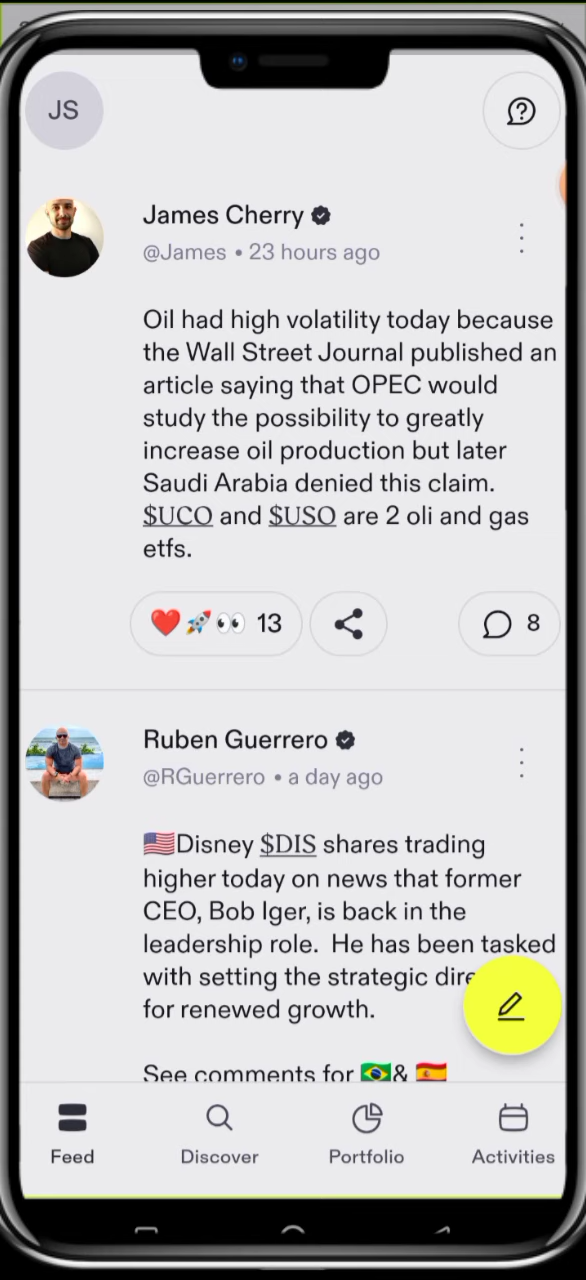 JS
James Cherry
@James • 23 hours ago
Oil had high volatility today because
the Wall Street Journal published an
article saying that OPEC would
study the possibility to greatly
increase oil production but later
Saudi Arabia denied this claim.
$UCO and $USO are 2 oli and gas
etfs.
❤️🚀👀 13
8
Ruben Guerrero
@RGuerrero • a day ago
🇺🇸Disney $DIS shares trading
higher today on news that former
CEO, Bob Iger, is back in the
leadership role. He has been tasked
with setting the strategic
for renewed growth.
See comments for 🇧🇷& 🇪🇸
Feed
Discover
Portfolio
Activities